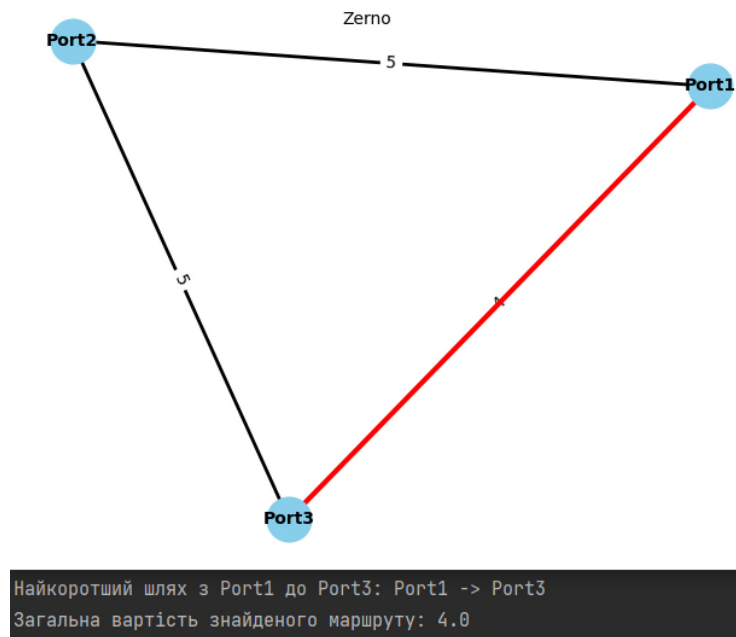 Zerno
Port2
5
Port1
5
4
Port3
Найкоротший шлях з Port1 до Port3: Port1 -> Port3
Загальна вартість знайденого маршруту: 4.0